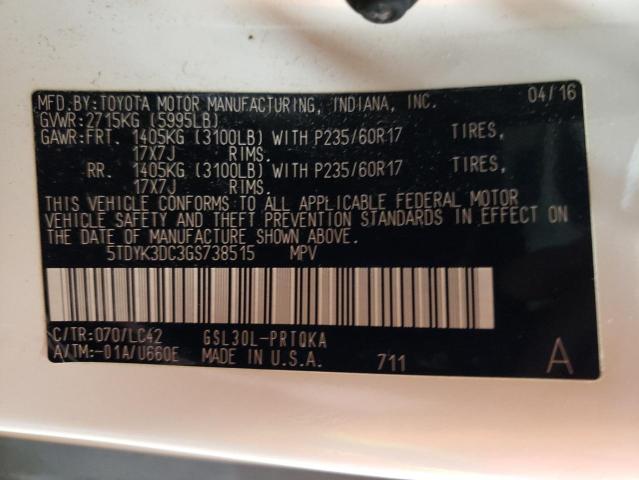 MFD.BY:TOYOTA MOTOR MANUFACTURING, INDIANA, INC. 04/16
GVWR:2715KG (5995LB)
GAWR:FRT. 1405KG (3100LB) WITH P235/60R17 TIRES,
17X7J RIMS.
RR. 1405KG (3100LB) WITH P235/60R17 TIRES,
17X7J RIMS.
THIS VEHICLE CONFORMS TO ALL APPLICABLE FEDERAL MOTOR
VEHICLE SAFETY AND THEFT PREVENTION STANDARDS IN EFFECT ON
THE DATE OF MANUFACTURE SHOWN ABOVE.
5TDYK3DC3GS738515 MPV
C/TR:070/LC42 GSL30L-PRTQKA
A/TM:-01A/U660E MADE IN U.S.A. 711 A